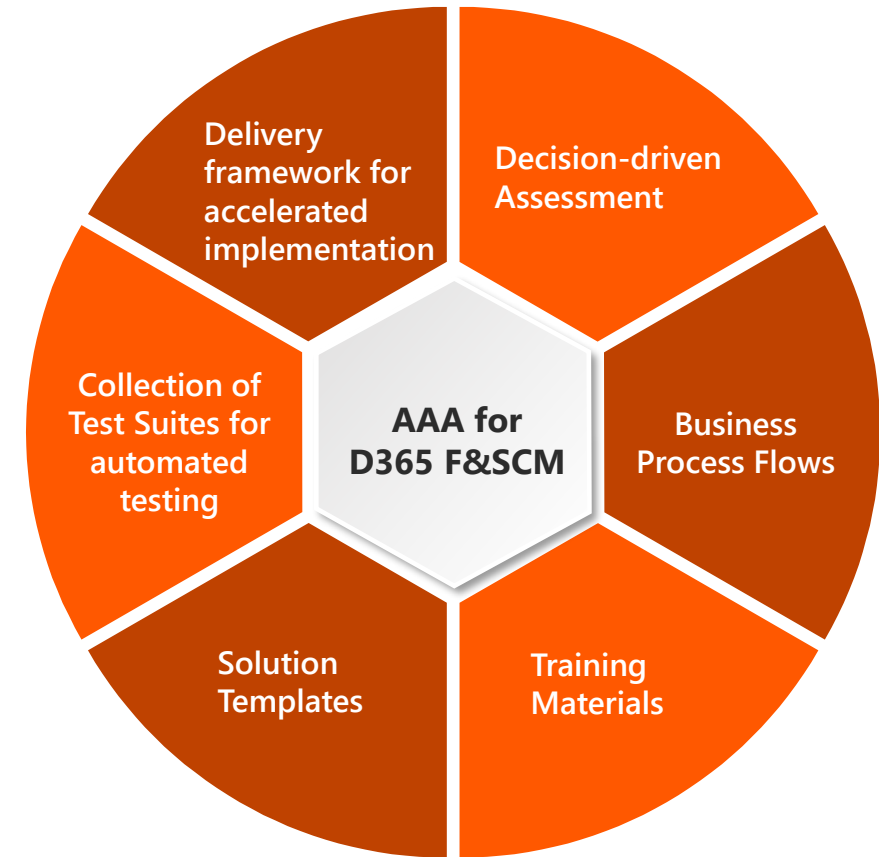 Delivery
framework for
accelerated
implementation
Decision-driven
Assessment
Collection of
Test Suites for
automated
testing
AAA for
D365 F&SCM
Business
Process Flows
Solution
Templates
Training
Materials